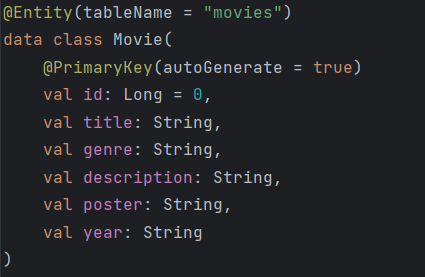 @Entity(tableName = "movies")
data class Movie(
    @PrimaryKey(autoGenerate = true)
    val id: Long = 0,
    val title: String,
    val genre: String,
    val description: String,
    val poster: String,
    val year: String
)